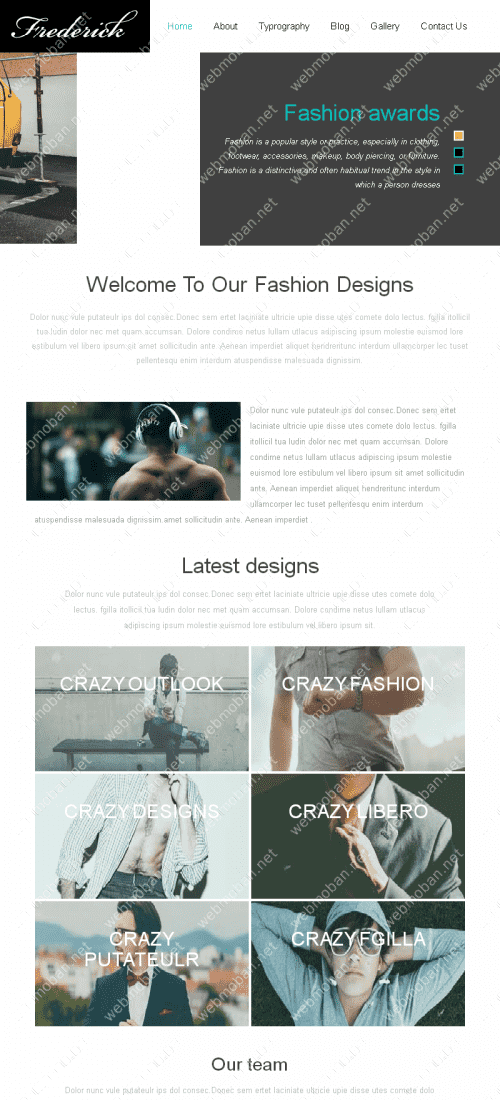 Frederick
Home About Typrography Blog Gallery Contact Us
Fashion awards
Fashion is a popular style or practice, especially in clothing,
footwear, accessories, makeup, body piercing, or furniture.
Fashion is a distinctive and often habitual trend in the style in
which a person dresses
Welcome To Our Fashion Designs
Dolor nunc vule putateulr ips dol consec.Donec sem ertet laciniate ultricie upie disse utes comete dolo lectus. fgilla itollicil
tua ludin dolor nec met quam accumsan. Dolore condime netus lullam utlacus adipiscing ipsum molestie euismod lore
estibulum vel libero ipsum sit amet sollicitudin ante. Aenean imperdiet aliquet hendreritunc interdum ullamcorper lec tuset
pellentesqu enim interdum atuspendisse malesuada dignissim.
Dolor nunc vule putateulr ips dol consec.Donec sem ertet
laciniate ultricie upie disse utes comete dolo lectus. fgilla
itollicil tua ludin dolor nec met quam accumsan. Dolore
condime netus lullam utlacus adipiscing ipsum molestie
euismod lore estibulum vel libero ipsum sit amet sollicitudin
ante. Aenean imperdiet aliquet hendreritunc interdum
ullamcorper lec tuset pellentesqu enim interdum
atuspendisse malesuada dignissim.amet sollicitudin ante. Aenean imperdiet .
Latest designs
Dolor nunc vule putateulr ips dol consec.Donec sem ertet laciniate ultricie upie disse utes comete dolo
lectus. fgilla itollicil tua ludin dolor nec met quam accumsan. Dolore condime netus lullam utlacus
adipiscing ipsum molestie euismod lore estibulum vel libero ipsum sit.
CRAZY OUTLOOK
CRAZY FASHION
CRAZY DESIGNS
CRAZY LIBERO
CRAZY
PUTATEULR
CRAZY FGILLA
Our team
Dolor nunc vule putateulr ips dol consec.Donec sem ertet laciniate ultricie upie disse utes comete dolo
webmoban.net